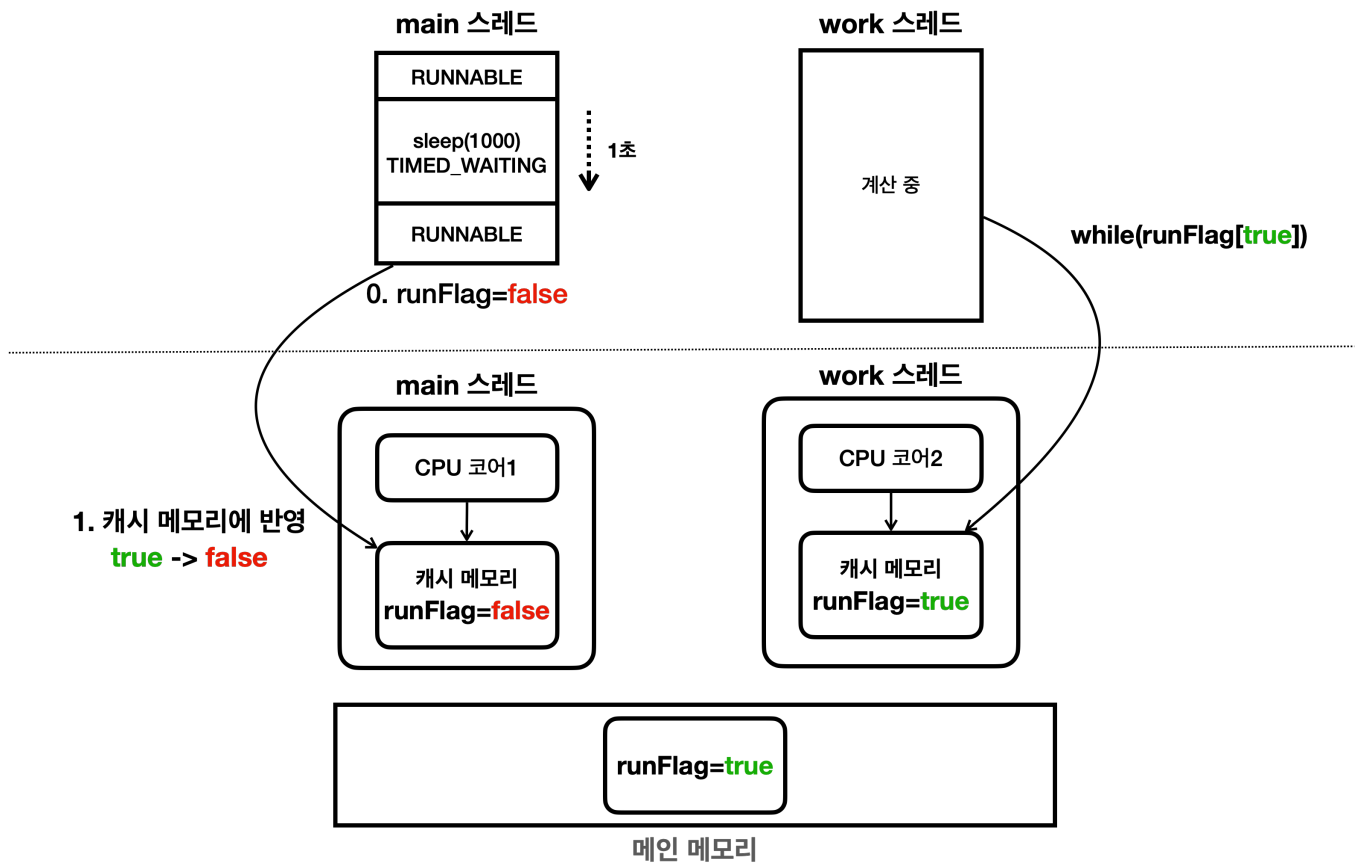 main 스레드
RUNNABLE
sleep(1000)
TIMED_WAITING
1초
RUNNABLE
0. runFlag=false
work 스레드
계산 중
while(runFlag[true])
main 스레드
CPU 코어1
1. 캐시 메모리에 반영
true -> false
캐시 메모리
runFlag=false
work 스레드
CPU 코어2
캐시 메모리
runFlag=true
runFlag=true
메인 메모리